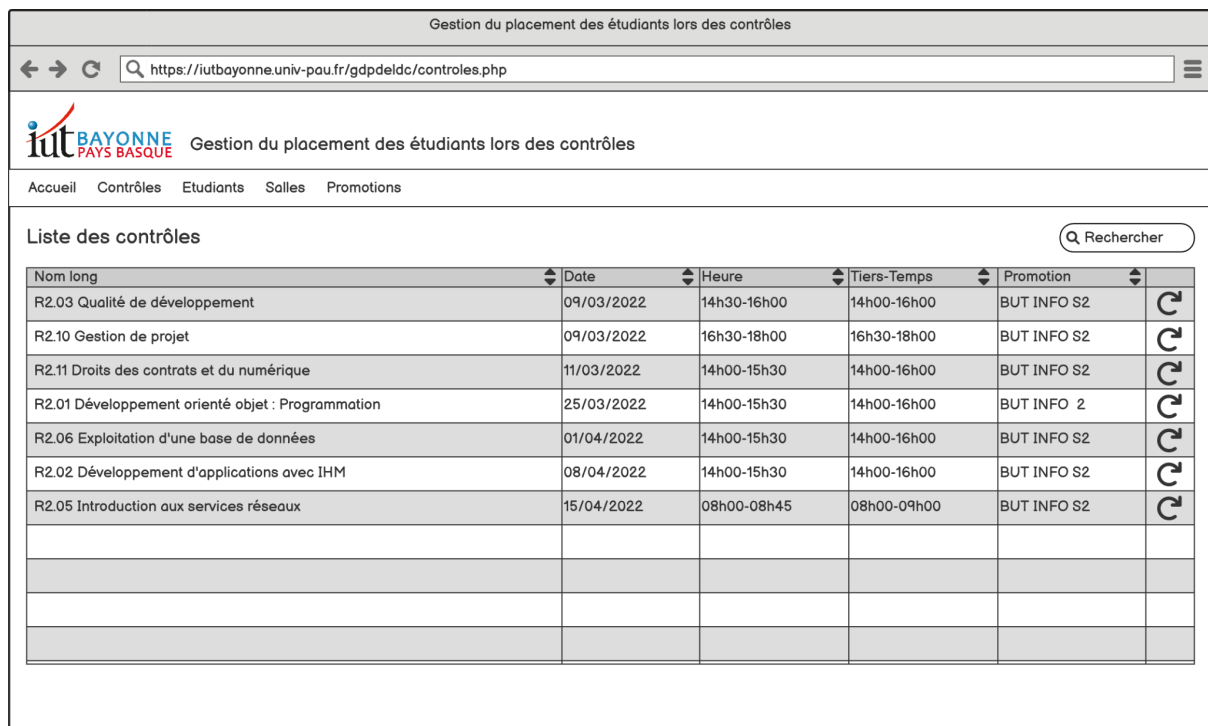 Gestion du placement des étudiants lors des contrôles
https://iutbayonne.univ-pau.fr/gdpdeldc/controles.php
iut BAYONNE PAYS BASQUE Gestion du placement des étudiants lors des contrôles
Accueil Contrôles Etudiants Salles Promotions
Liste des contrôles Rechercher
Nom long Date Heure Tiers-Temps Promotion
R2.03 Qualité de développement 09/03/2022 14h30-16h00 14h00-16h00 BUT INFO S2
R2.10 Gestion de projet 09/03/2022 16h30-18h00 16h30-18h00 BUT INFO S2
R2.11 Droits des contrats et du numérique 11/03/2022 14h00-15h30 14h00-16h00 BUT INFO S2
R2.01 Développement orienté objet : Programmation 25/03/2022 14h00-15h30 14h00-16h00 BUT INFO 2
R2.06 Exploitation d'une base de données 01/04/2022 14h00-15h30 14h00-16h00 BUT INFO S2
R2.02 Développement d'applications avec IHM 08/04/2022 14h00-15h30 14h00-16h00 BUT INFO S2
R2.05 Introduction aux services réseaux 15/04/2022 08h00-08h45 08h00-09h00 BUT INFO S2